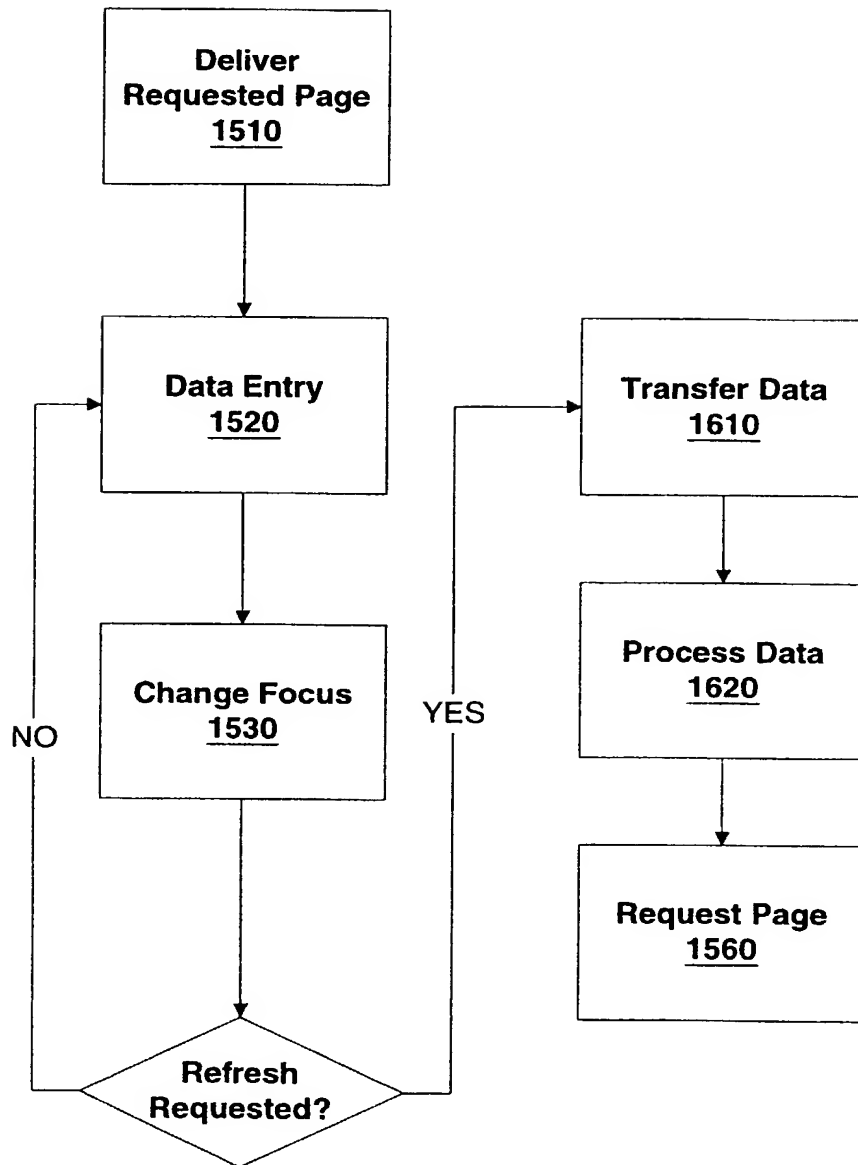 Deliver
Requested Page
1510
Data Entry
1520
Transfer Data
1610
Change Focus
1530
Process Data
1620
NO
YES
Request Page
1560
Refresh
Requested?